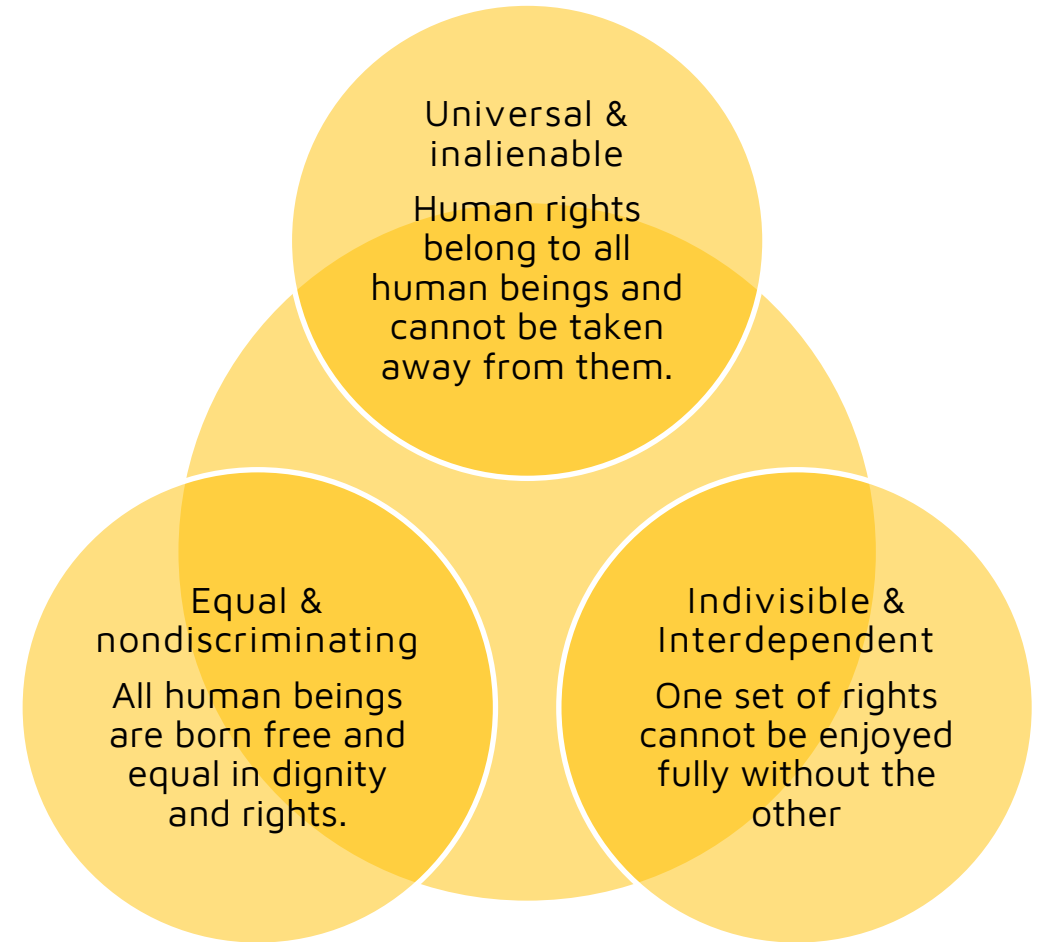 Universal &
inalienable
Human rights
belong to all
human beings and
cannot be taken
away from them.
Equal &
nondiscriminating
All human beings
are born free and
equal in dignity
and rights.
Indivisible &
Interdependent
One set of rights
cannot be enjoyed
fully without the
other